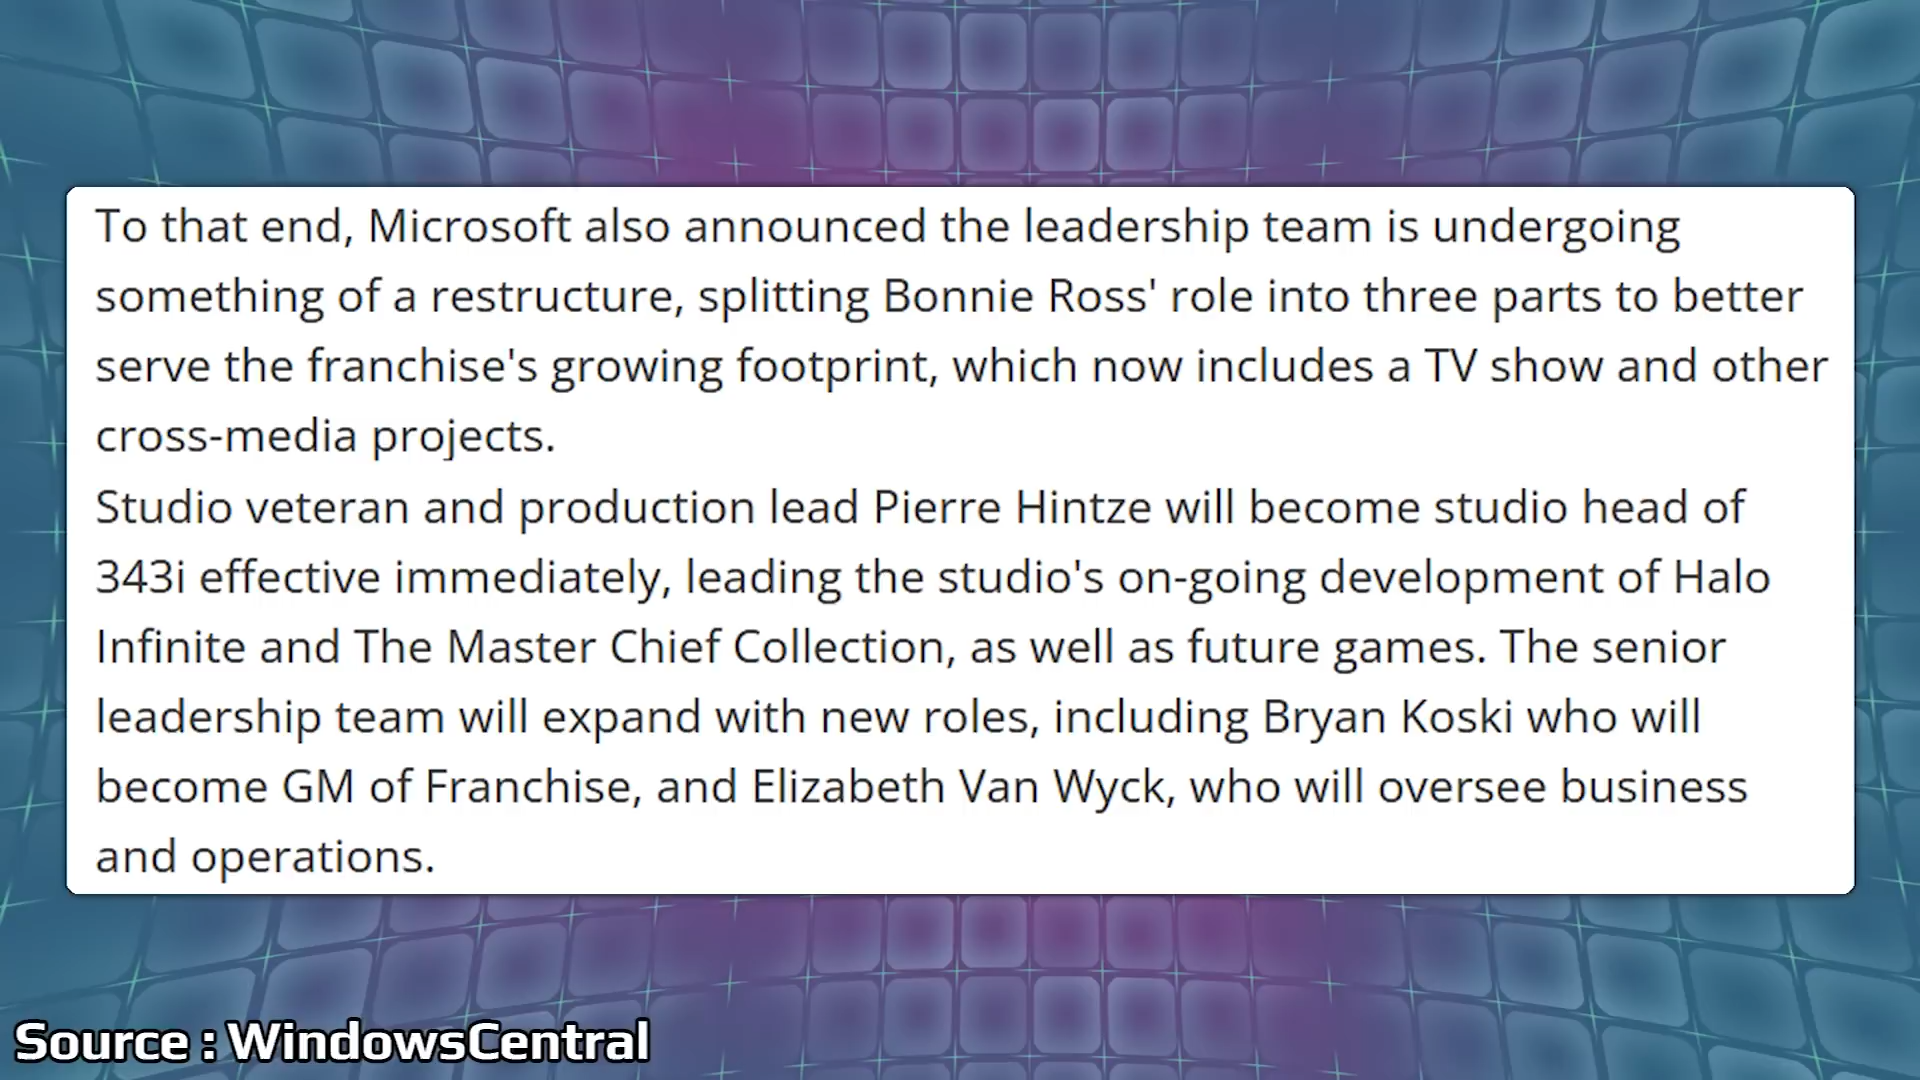 To that end, Microsoft also announced the leadership team is undergoing
something of a restructure, splitting Bonnie Ross' role into three parts to better
serve the franchise's growing footprint, which now includes a TV show and other
cross-media projects.
Studio veteran and production lead Pierre Hintze will become studio head of
343i effective immediately, leading the studio's on-going development of Halo
Infinite and The Master Chief Collection, as well as future games. The senior
leadership team will expand with new roles, including Bryan Koski who will
become GM of Franchise, and Elizabeth Van Wyck, who will oversee business
and operations.
Source : WindowsCentral